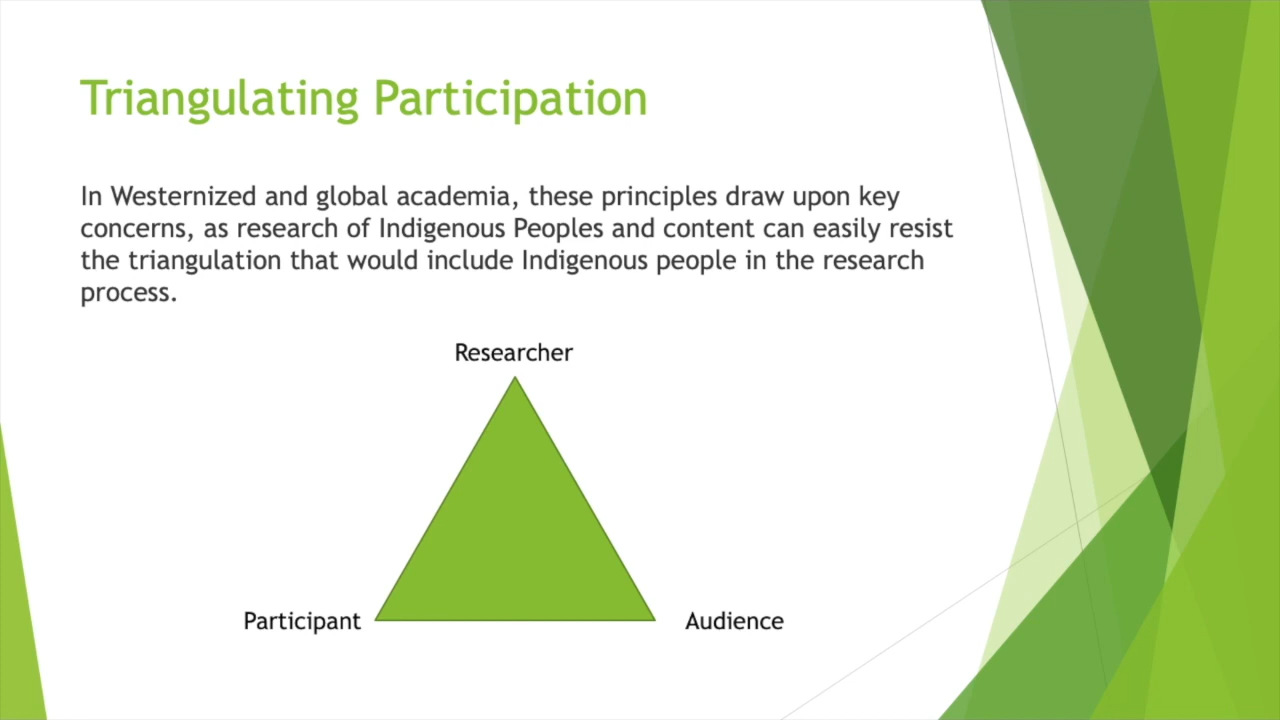 Triangulating Participation
In Westernized and global academia, these principles draw upon key
concerns, as research of Indigenous Peoples and content can easily resist
the triangulation that would include Indigenous people in the research
process.
Researcher
Participant
Audience